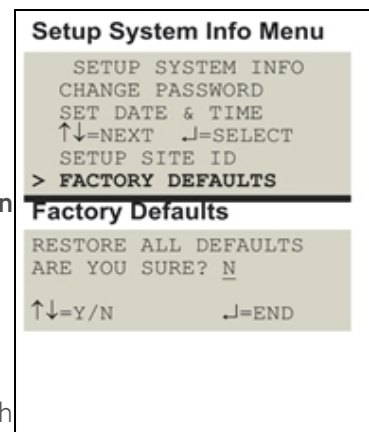 Setup System Info Menu
SETUP SYSTEM INFO
CHANGE PASSWORD
SET DATE & TIME
↑↓=NEXT ↵=SELECT
SETUP SITE ID
> FACTORY DEFAULTS
n
Factory Defaults
RESTORE ALL DEFAULTS
ARE YOU SURE? N
↑↓=Y/N ↵=END
h